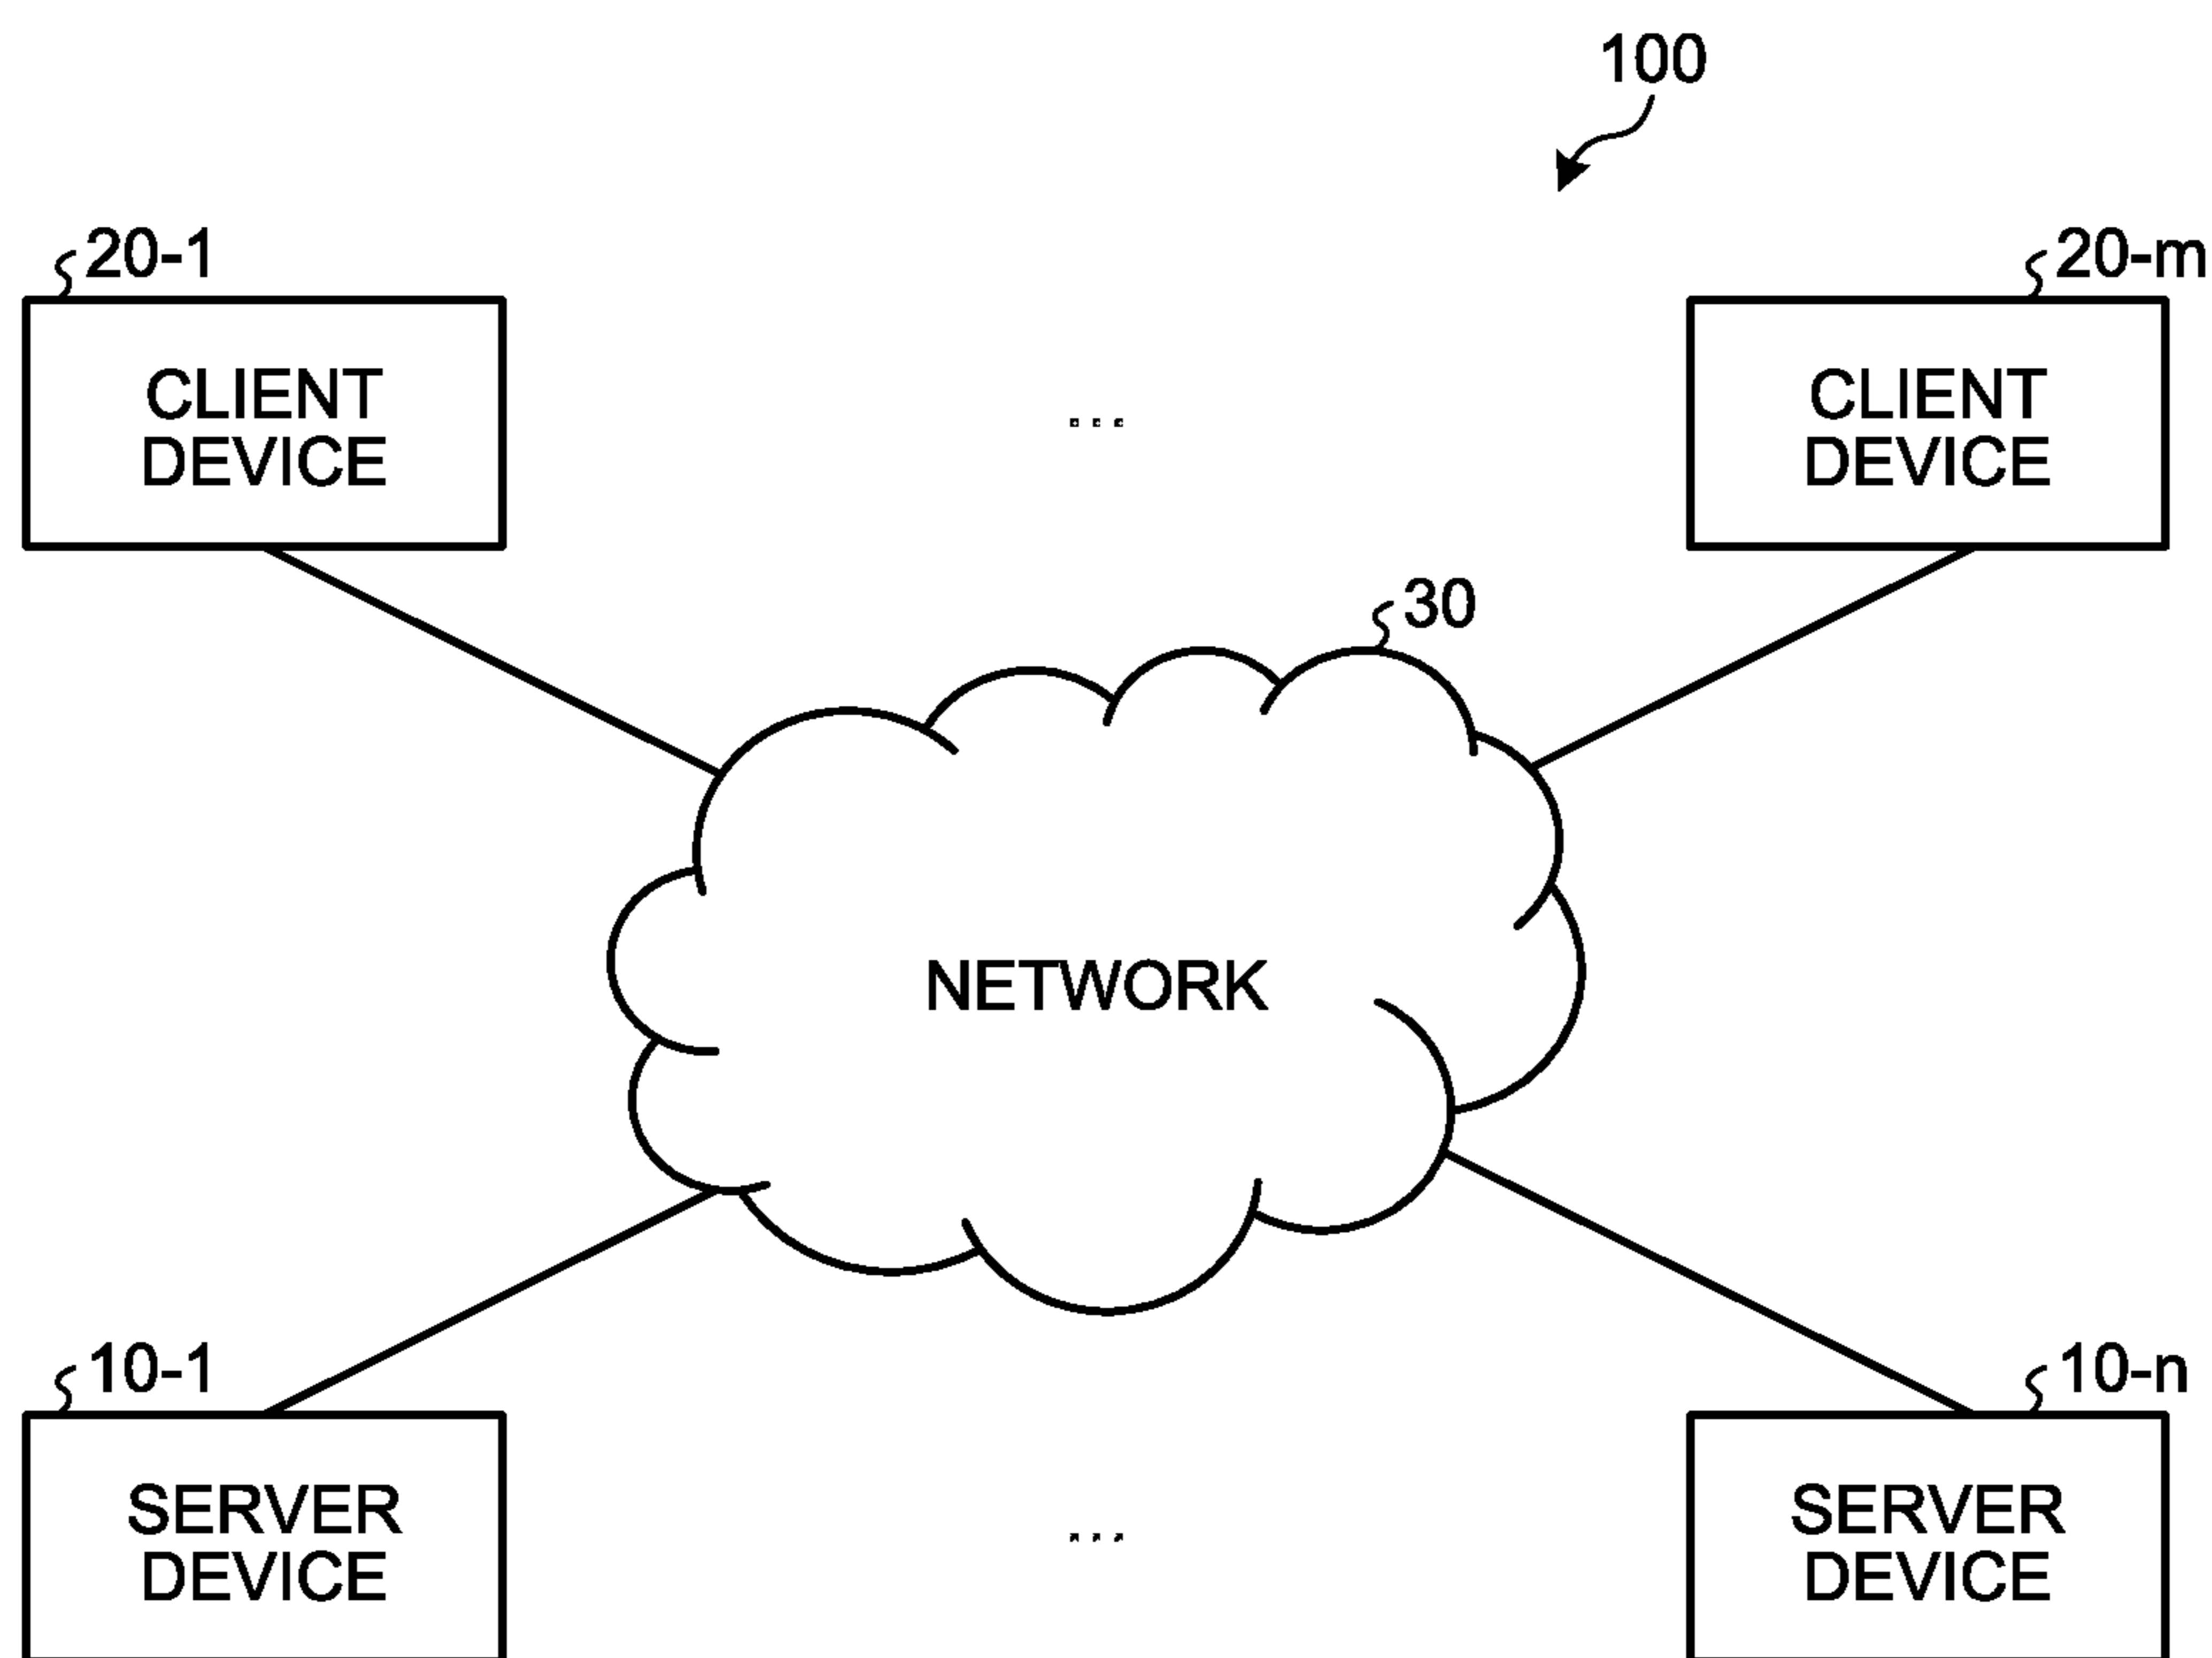 100
20-1
20-m
CLIENT
DEVICE
...
CLIENT
DEVICE
30
NETWORK
10-1
10-n
SERVER
DEVICE
...
SERVER
DEVICE